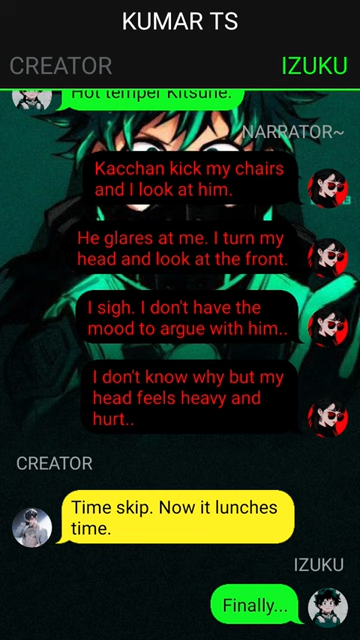 KUMAR TS
CREATOR
IZUKU
Hot temper Kitsune.
NARRATOR~
Kacchan kick my chairs
and I look at him.
He glares at me. I turn my
head and look at the front.
I sigh. I don't have the
mood to argue with him..
I don't know why but my
head feels heavy and
hurt..
CREATOR
Time skip. Now it lunches
time.
IZUKU
Finally...